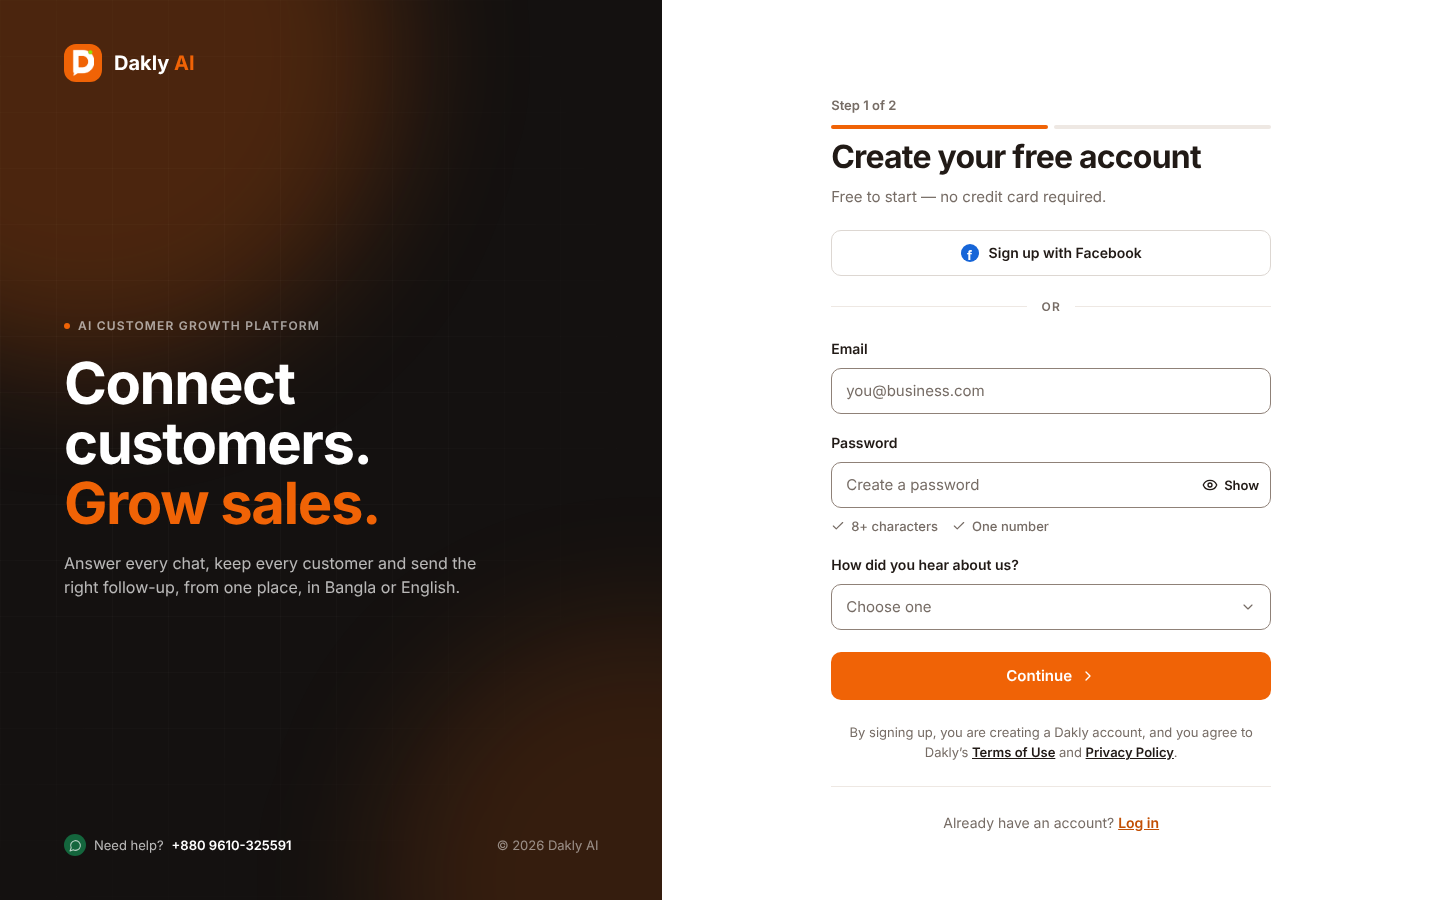 Dakly AI
AI CUSTOMER GROWTH PLATFORM
Connect
customers.
Grow sales.
Answer every chat, keep every customer and send the
right follow-up, from one place, in Bangla or English.
Need help? +880 9610-325591
© 2026 Dakly AI
Step 1 of 2
Create your free account
Free to start — no credit card required.
Sign up with Facebook
OR
Email
you@business.com
Password
Create a password
Show
8+ characters
One number
How did you hear about us?
Choose one
Continue
By signing up, you are creating a Dakly account, and you agree to
Dakly’s Terms of Use and Privacy Policy.
Already have an account? Log in